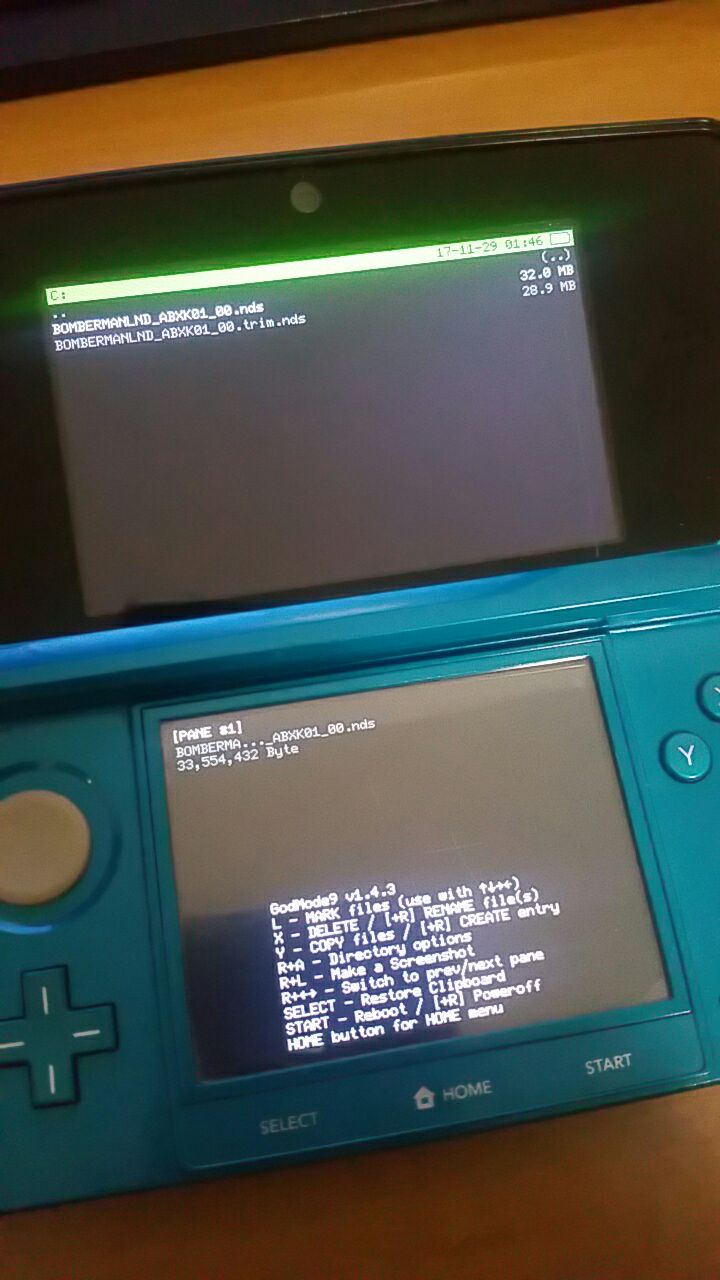 C: 17-11-29 01:46
.. (..)
BOMBERMANLND_ABXK01_00.nds 32.0 MB
BOMBERMANLND_ABXK01_00.trim.nds 28.9 MB
[PANE #1]
BOMBERMA..._ABXK01_00.nds
33,554,432 Byte
GodMode9 v1.4.3
L - MARK files (use with ↑↓→←)
X - DELETE / [+R] RENAME file(s)
Y - COPY files / [+R] CREATE entry
R+A - Directory options
R+L - Make a Screenshot
R+←→ - Switch to prev/next pane
SELECT - Restore Clipboard
START - Reboot / [+R] Poweroff
HOME button for HOME menu
Y
SELECT
HOME
START